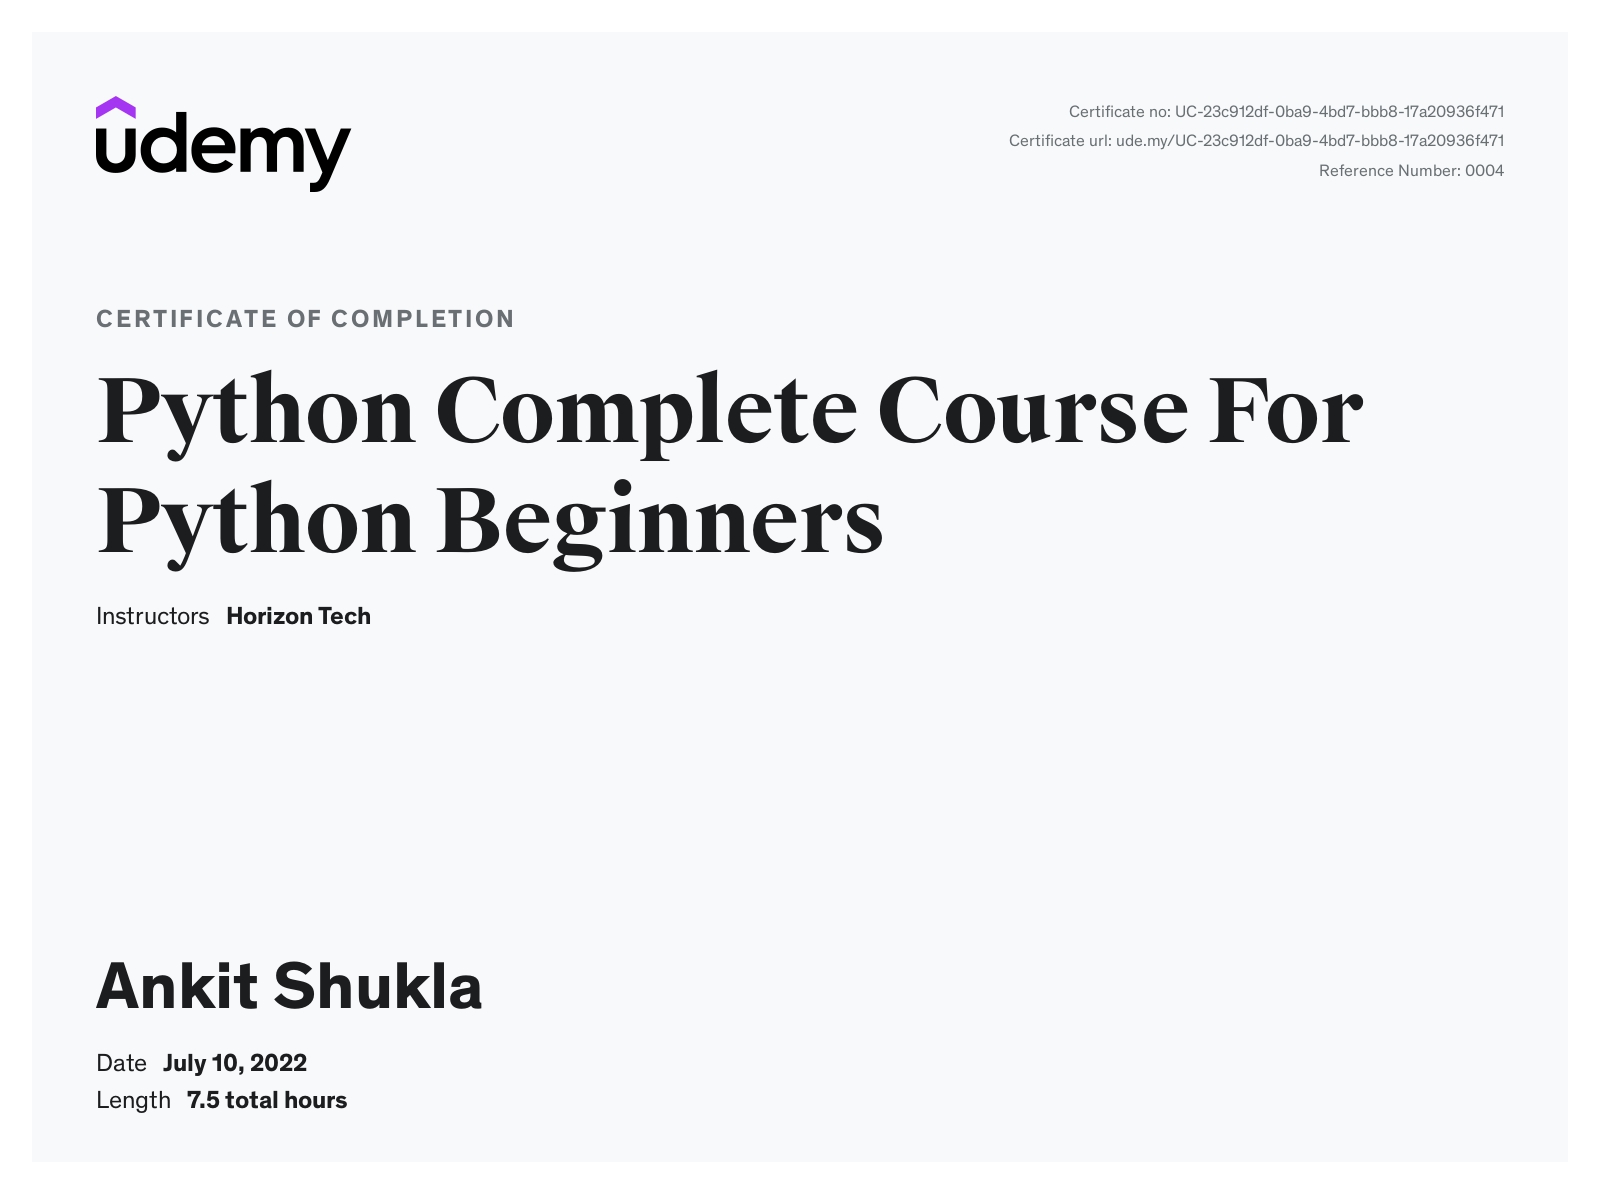 udemy
Certificate no: UC-23c912df-0ba9-4bd7-bbb8-17a20936f471
Certificate url: ude.my/UC-23c912df-0ba9-4bd7-bbb8-17a20936f471
Reference Number: 0004
CERTIFICATE OF COMPLETION
Python Complete Course For
Python Beginners
Instructors Horizon Tech
Ankit Shukla
Date July 10, 2022
Length 7.5 total hours